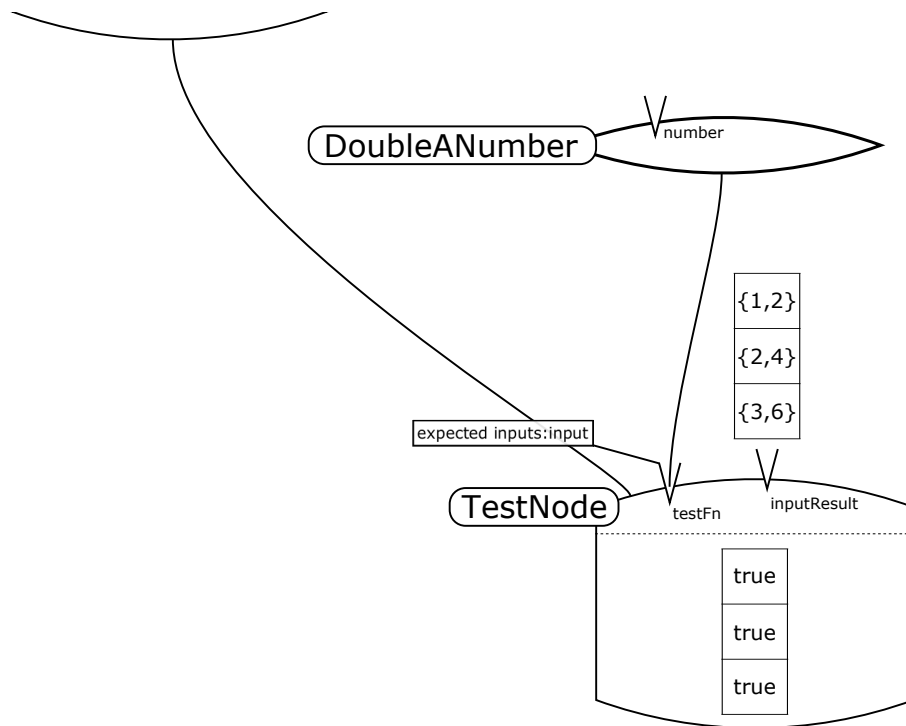 number
DoubleANumber
{1,2}
{2,4}
{3,6}
expected inputs:input
TestNode
testFn
inputResult
true
true
true